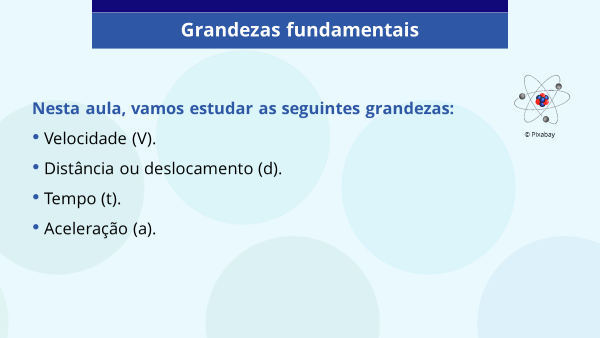 Grandezas fundamentais
Nesta aula, vamos estudar as seguintes grandezas:
• Velocidade (V).
• Distância ou deslocamento (d).
• Tempo (t).
• Aceleração (a).
© Pixabay